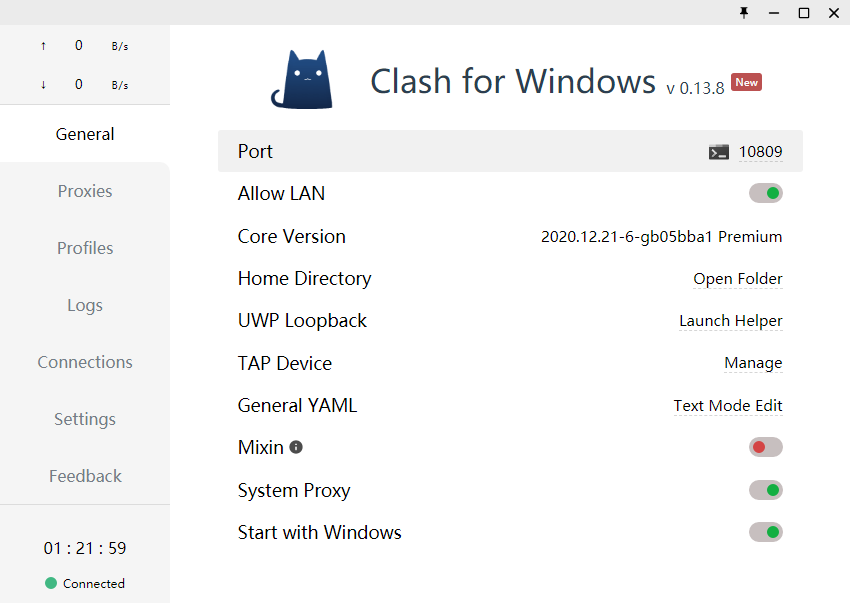 ↑ 0 B/s
↓ 0 B/s
General
Proxies
Profiles
Logs
Connections
Settings
Feedback
01 : 21 : 59
Connected
Clash for Windows v 0.13.8 New
Port 10809
Allow LAN
Core Version 2020.12.21-6-gb05bba1 Premium
Home Directory Open Folder
UWP Loopback Launch Helper
TAP Device Manage
General YAML Text Mode Edit
Mixin
System Proxy
Start with Windows